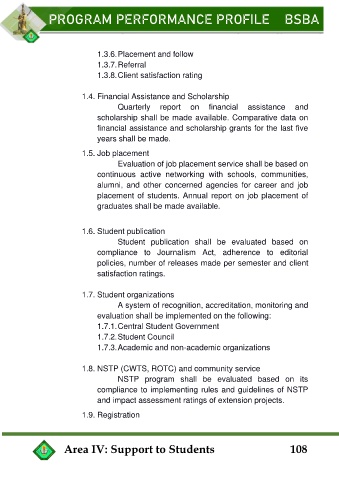 PROGRAM PERFORMANCE PROFILE BSBA
1.3.6. Placement and follow
1.3.7. Referral
1.3.8. Client satisfaction rating
1.4. Financial Assistance and Scholarship
Quarterly report on financial assistance and
scholarship shall be made available. Comparative data on
financial assistance and scholarship grants for the last five
years shall be made.
1.5. Job placement
Evaluation of job placement service shall be based on
continuous active networking with schools, communities,
alumni, and other concerned agencies for career and job
placement of students. Annual report on job placement of
graduates shall be made available.
1.6. Student publication
Student publication shall be evaluated based on
compliance to Journalism Act, adherence to editorial
policies, number of releases made per semester and client
satisfaction ratings.
1.7. Student organizations
A system of recognition, accreditation, monitoring and
evaluation shall be implemented on the following:
1.7.1. Central Student Government
1.7.2. Student Council
1.7.3. Academic and non-academic organizations
1.8. NSTP (CWTS, ROTC) and community service
NSTP program shall be evaluated based on its
compliance to implementing rules and guidelines of NSTP
and impact assessment ratings of extension projects.
1.9. Registration
Area IV: Support to Students 108